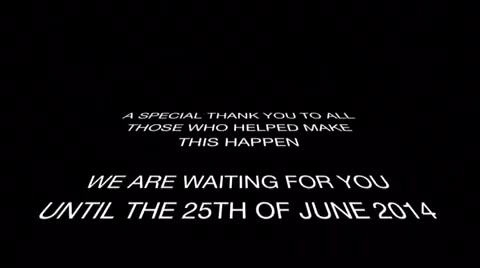 A SPECIAL THANK YOU TO ALL
THOSE WHO HELPED MAKE
THIS HAPPEN
WE ARE WAITING FOR YOU
UNTIL THE 25TH OF JUNE 2014